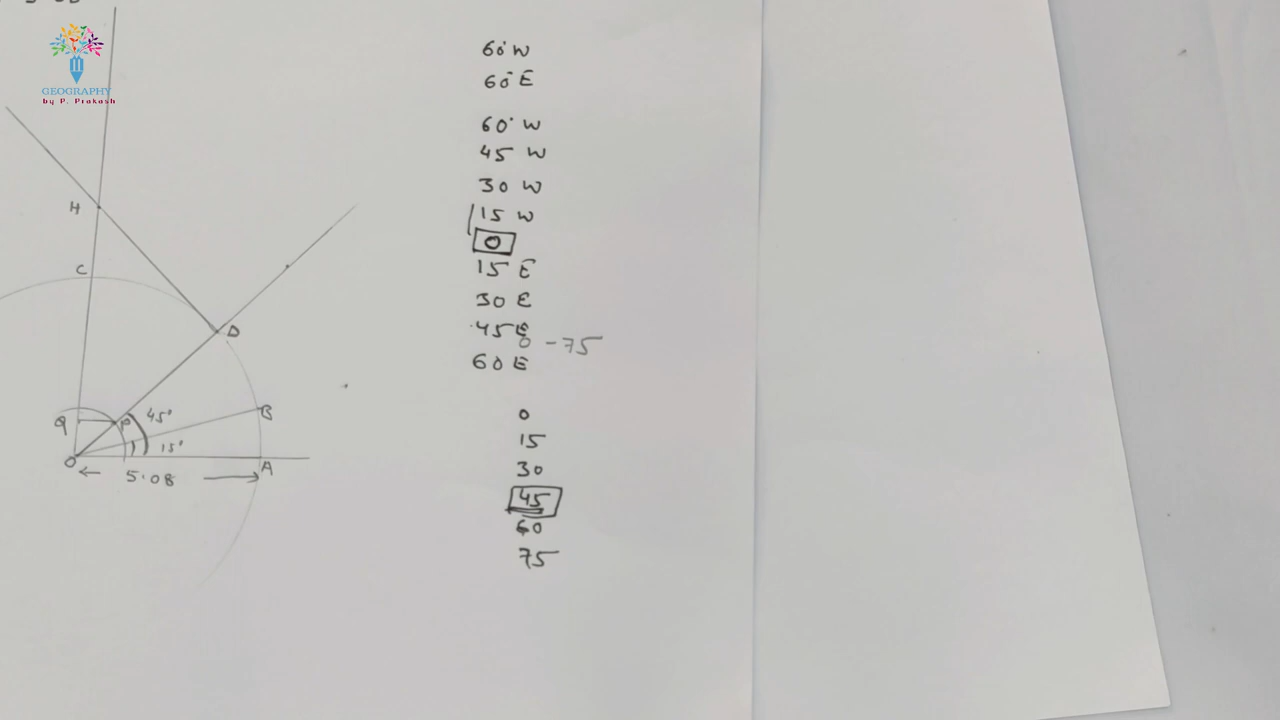 GEOGRAPHY
by P. Prakash
60° W
60° E
60° W
45 W
30 W
15 W
0
15 E
30 E
45 E
0 - 75
60 E
0
15
30
45
60
75
H
C
D
B
45°
Q
P
15°
O
A
5.08